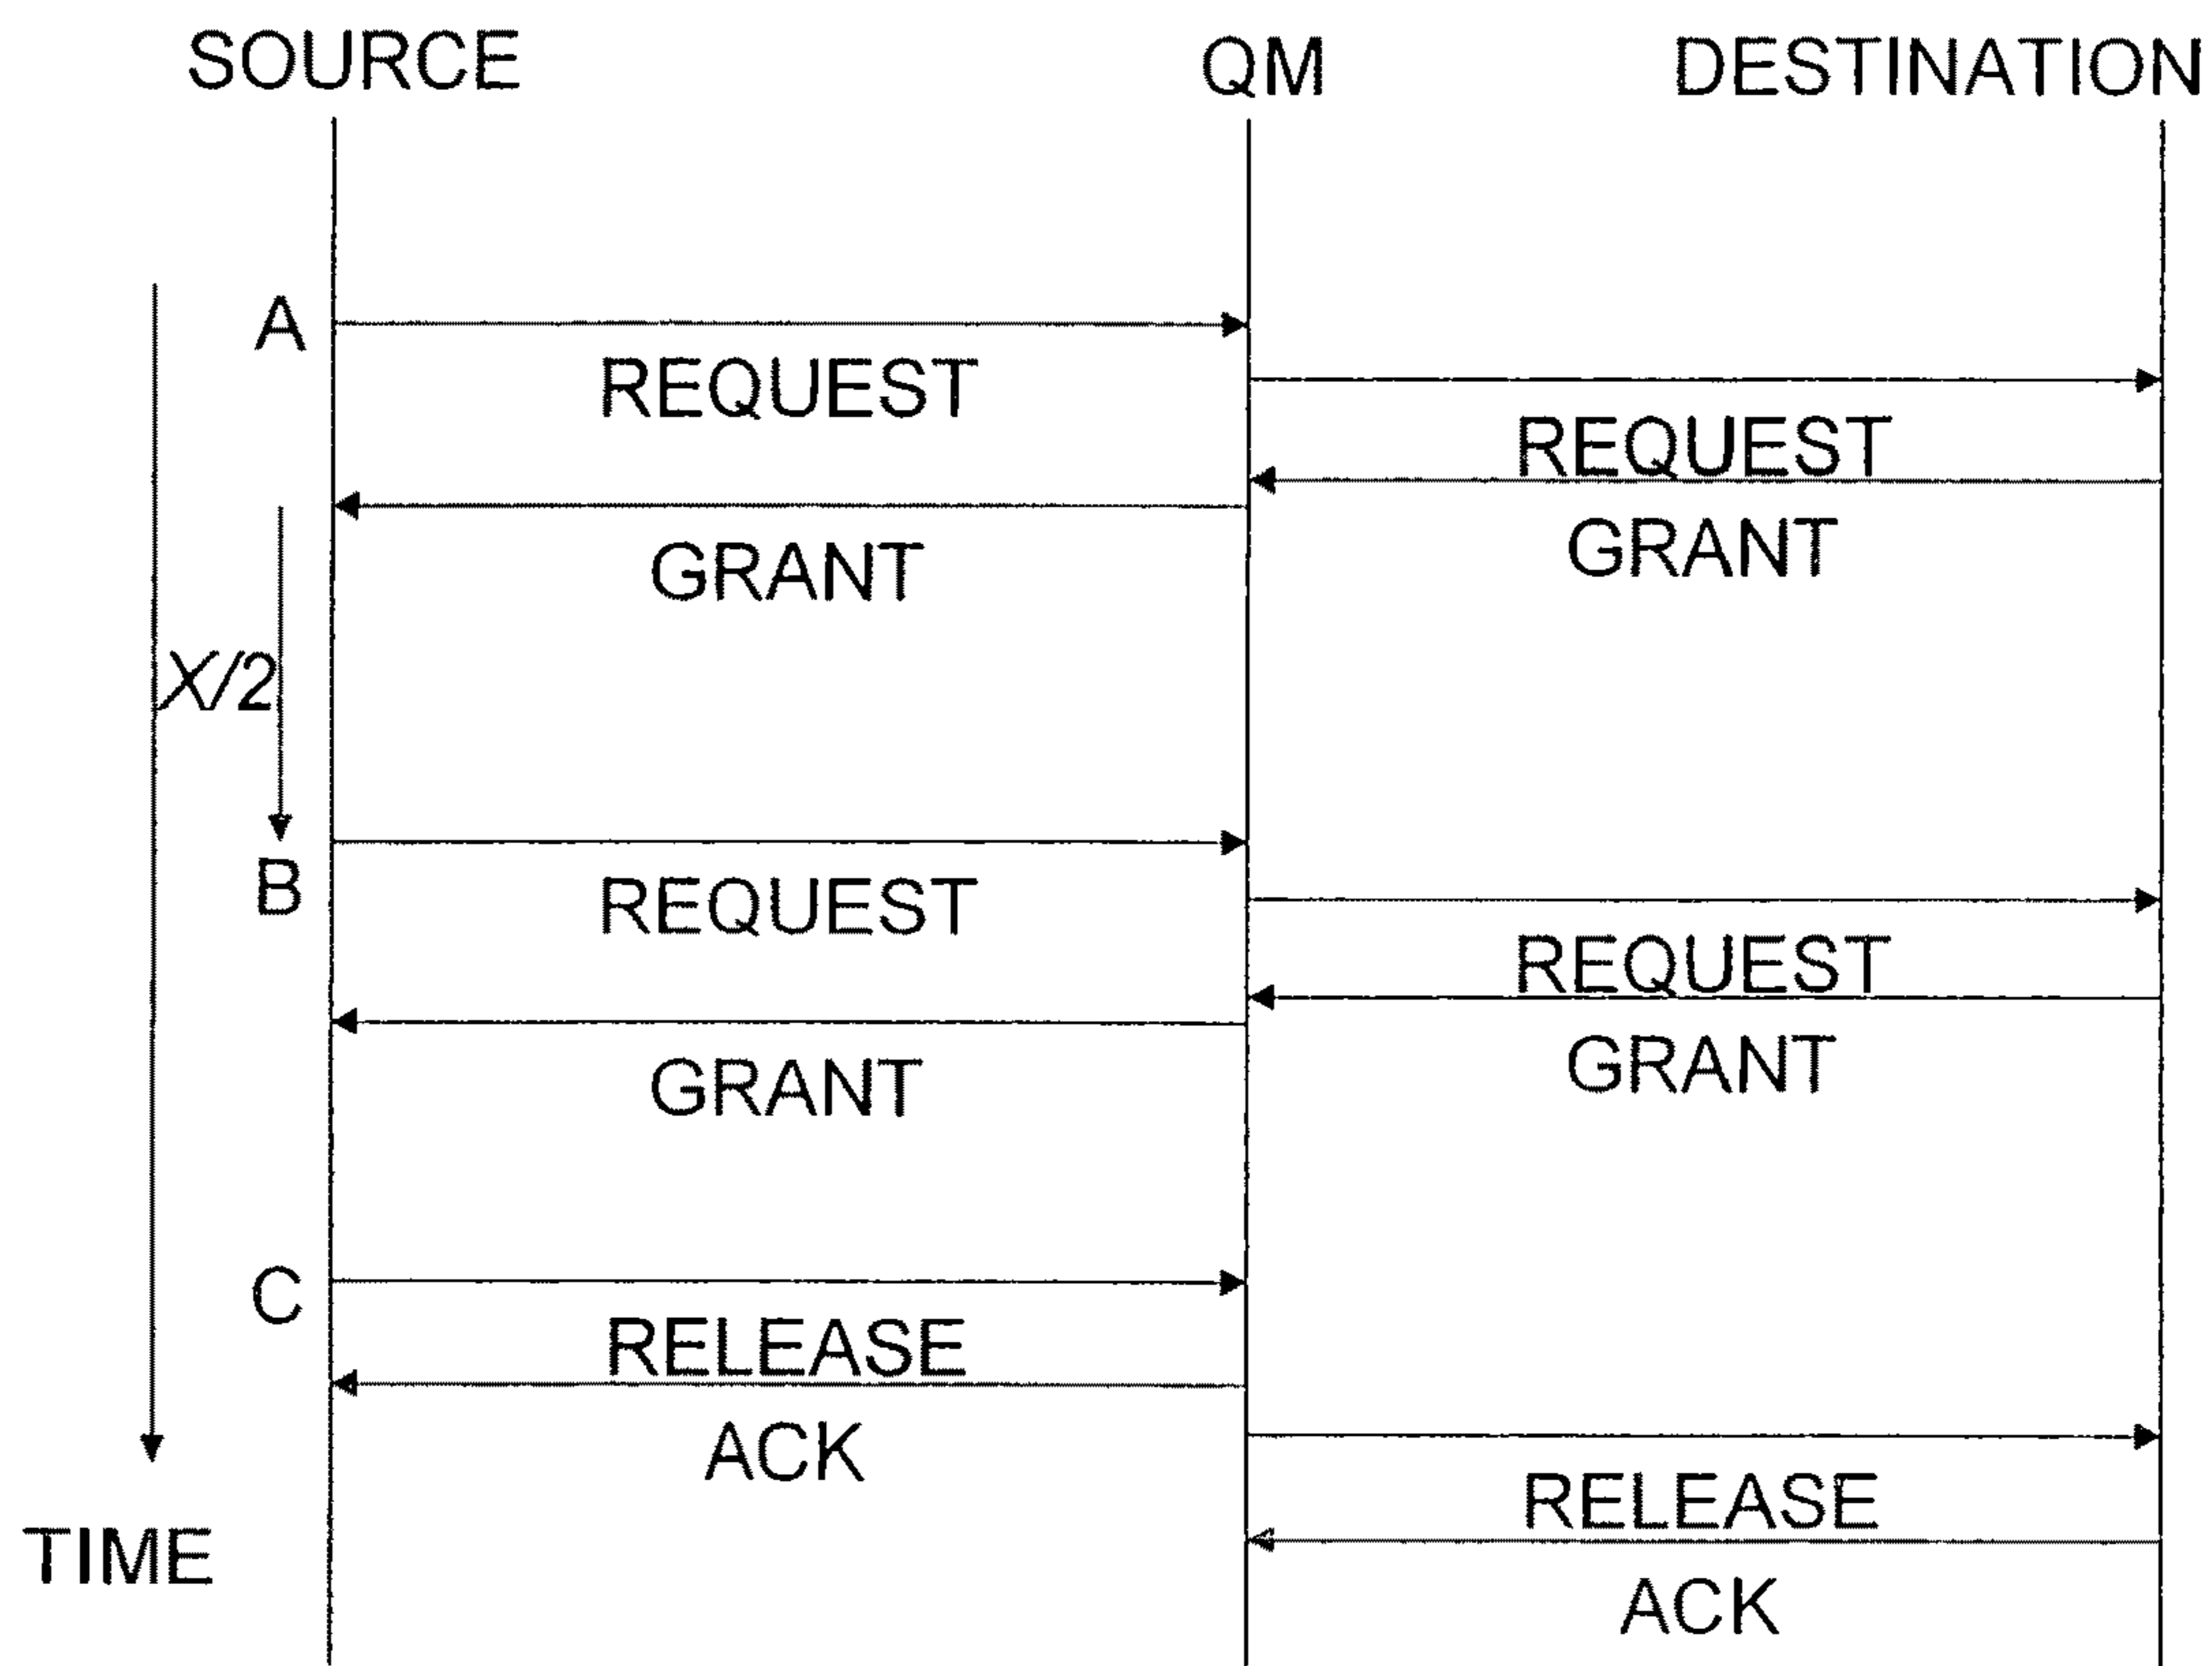 SOURCE
QM
DESTINATION
A
REQUEST
REQUEST
GRANT
GRANT
X/2
B
REQUEST
REQUEST
GRANT
GRANT
C
RELEASE
ACK
RELEASE
TIME
ACK